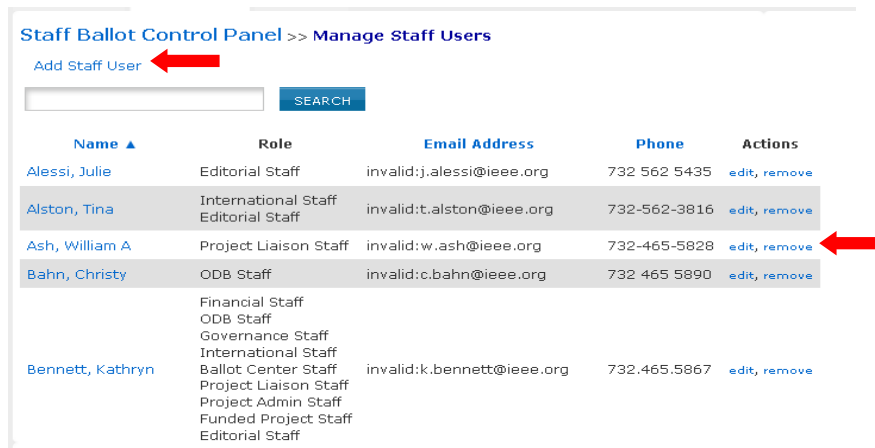 Staff Ballot Control Panel >> Manage Staff Users
Add Staff User
SEARCH
Name ▲ Role Email Address Phone Actions
Alessi, Julie Editorial Staff invalid:j.alessi@ieee.org 732 562 5435 edit, remove
Alston, Tina International Staff Editorial Staff invalid:t.alston@ieee.org 732-562-3816 edit, remove
Ash, William A Project Liaison Staff invalid:w.ash@ieee.org 732-465-5828 edit, remove
Bahn, Christy ODB Staff invalid:c.bahn@ieee.org 732 465 5890 edit, remove
Financial Staff
ODB Staff
Governance Staff
International Staff
Bennett, Kathryn Ballot Center Staff invalid:k.bennett@ieee.org 732.465.5867 edit, remove
Project Liaison Staff
Project Admin Staff
Funded Project Staff
Editorial Staff